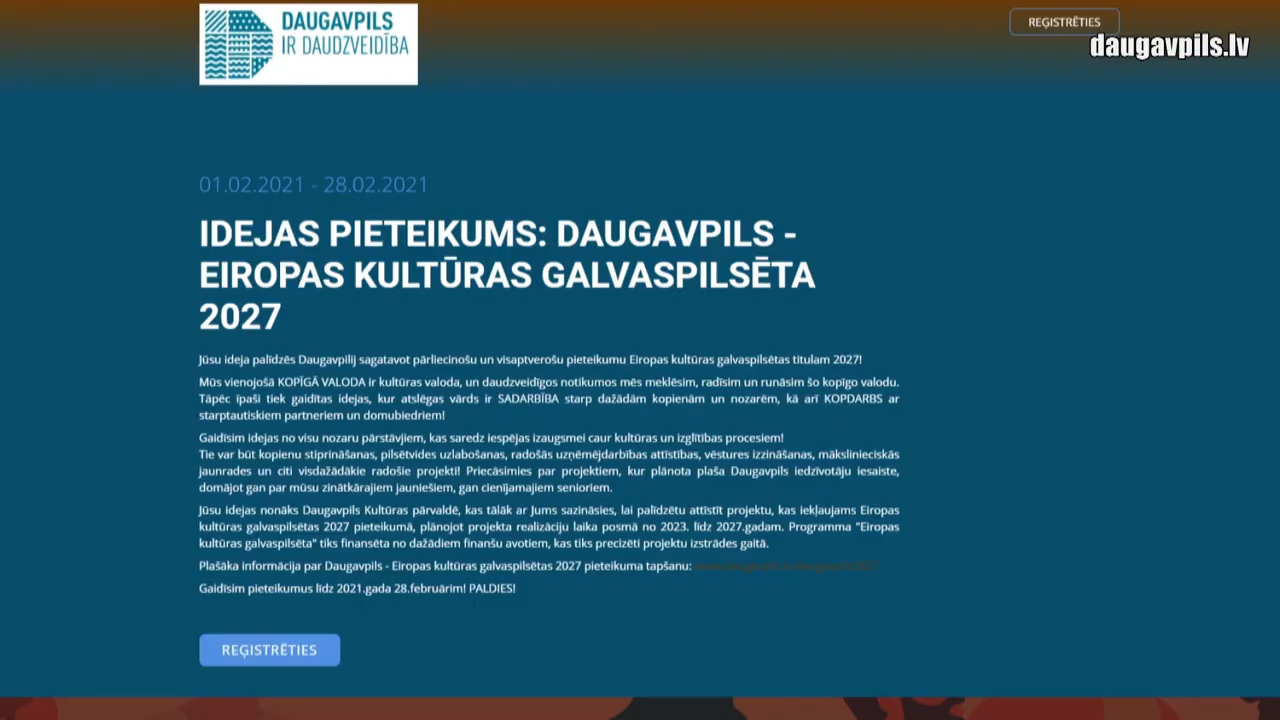 DAUGAVPILS
IR DAUDZVEIDĪBA
REĢISTRĒTIES
daugavpils.lv
01.02.2021 - 28.02.2021
IDEJAS PIETEIKUMS: DAUGAVPILS -
EIROPAS KULTŪRAS GALVASPILSĒTA
2027
Jūsu ideja palīdzēs Daugavpilij sagatavot pārliecinošu un visaptverošu pieteikumu Eiropas kultūras galvaspilsētas titulam 2027!
Mūs vienojošā KOPĪGĀ VALODA ir kultūras valoda, un daudzveidīgos notikumos mēs meklēsim, radīsim un runāsim šo kopīgo valodu.
Tāpēc īpaši tiek gaidītas idejas, kur atslēgas vārds ir SADARBĪBA starp dažādām kopienām un nozarēm, kā arī KOPDARBS ar
starptautiskiem partneriem un domubiedriem!
Gaidīsim idejas no visu nozaru pārstāvjiem, kas saredz iespējas izaugsmei caur kultūras un izglītības procesiem!
Tie var būt kopienu stiprināšanas, pilsētvides uzlabošanas, radošās uzņēmējdarbības attīstības, vēstures izzināšanas, mākslinieciskās
jaunrades un citi visdažādākie radošie projekti! Priecāsimies par projektiem, kur plānota plaša Daugavpils iedzīvotāju iesaiste,
domājot gan par mūsu zinātkārajiem jauniešiem, gan cienījamajiem senioriem.
Jūsu idejas nonāks Daugavpils Kultūras pārvaldē, kas tālāk ar Jums sazināsies, lai palīdzētu attīstīt projektu, kas iekļaujams Eiropas
kultūras galvaspilsētas 2027 pieteikumā, plānojot projekta realizāciju laika posmā no 2023. līdz 2027.gadam. Programma "Eiropas
kultūras galvaspilsēta" tiks finansēta no dažādiem finanšu avotiem, kas tiks precizēti projektu izstrādes gaitā.
Plašāka informācija par Daugavpils - Eiropas kultūras galvaspilsētas 2027 pieteikuma tapšanu:
Gaidīsim pieteikumus līdz 2021.gada 28.februārim! PALDIES!
REĢISTRĒTIES